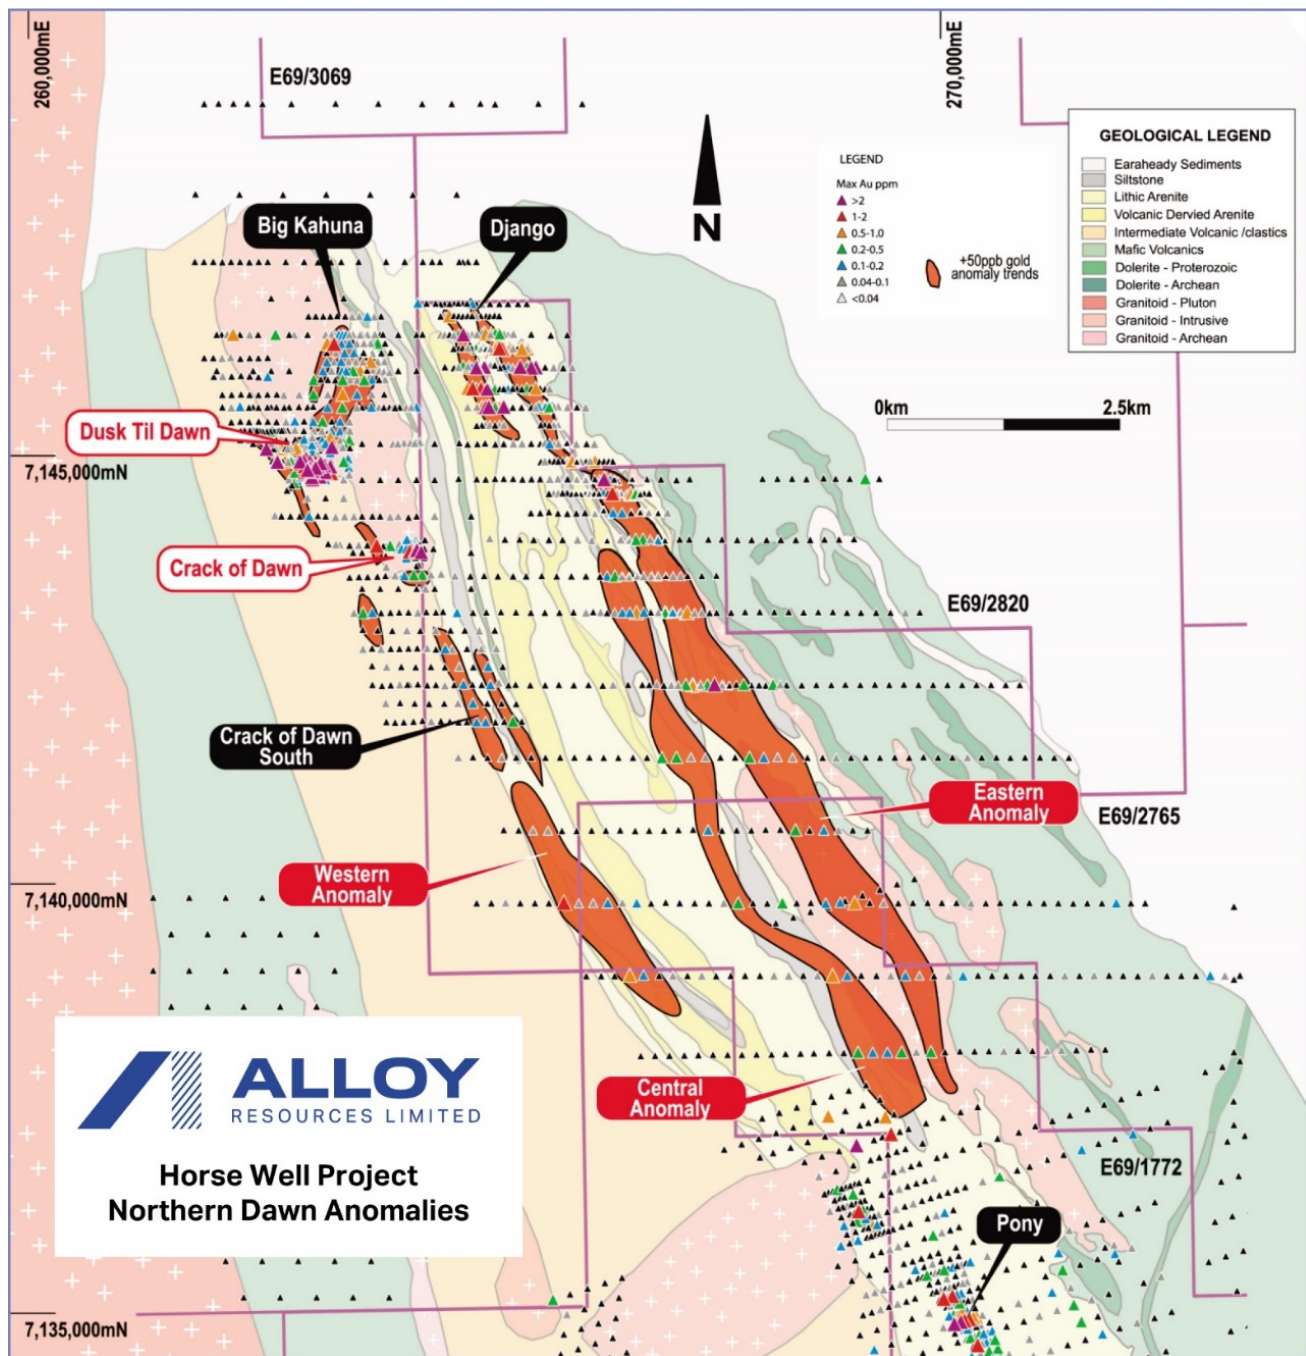 260,000mE
270,000mE
E69/3069
GEOLOGICAL LEGEND
Earaheady Sediments
Siltstone
Lithic Arenite
Volcanic Dervied Arenite
Intermediate Volcanic /clastics
Mafic Volcanics
Dolerite - Proterozoic
Dolerite - Archean
Granitoid - Pluton
Granitoid - Intrusive
Granitoid - Archean
LEGEND
Max Au ppm
>2
1-2
0.5-1.0
0.2-0.5
0.1-0.2
0.04-0.1
<0.04
+50ppb gold
anomaly trends
N
Big Kahuna
Django
0km
2.5km
Dusk Til Dawn
7,145,000mN
Crack of Dawn
E69/2820
Crack of Dawn
South
Eastern
Anomaly
E69/2765
Western
Anomaly
7,140,000mN
ALLOY
RESOURCES LIMITED
Central
Anomaly
Horse Well Project
Northern Dawn Anomalies
E69/1772
Pony
7,135,000mN